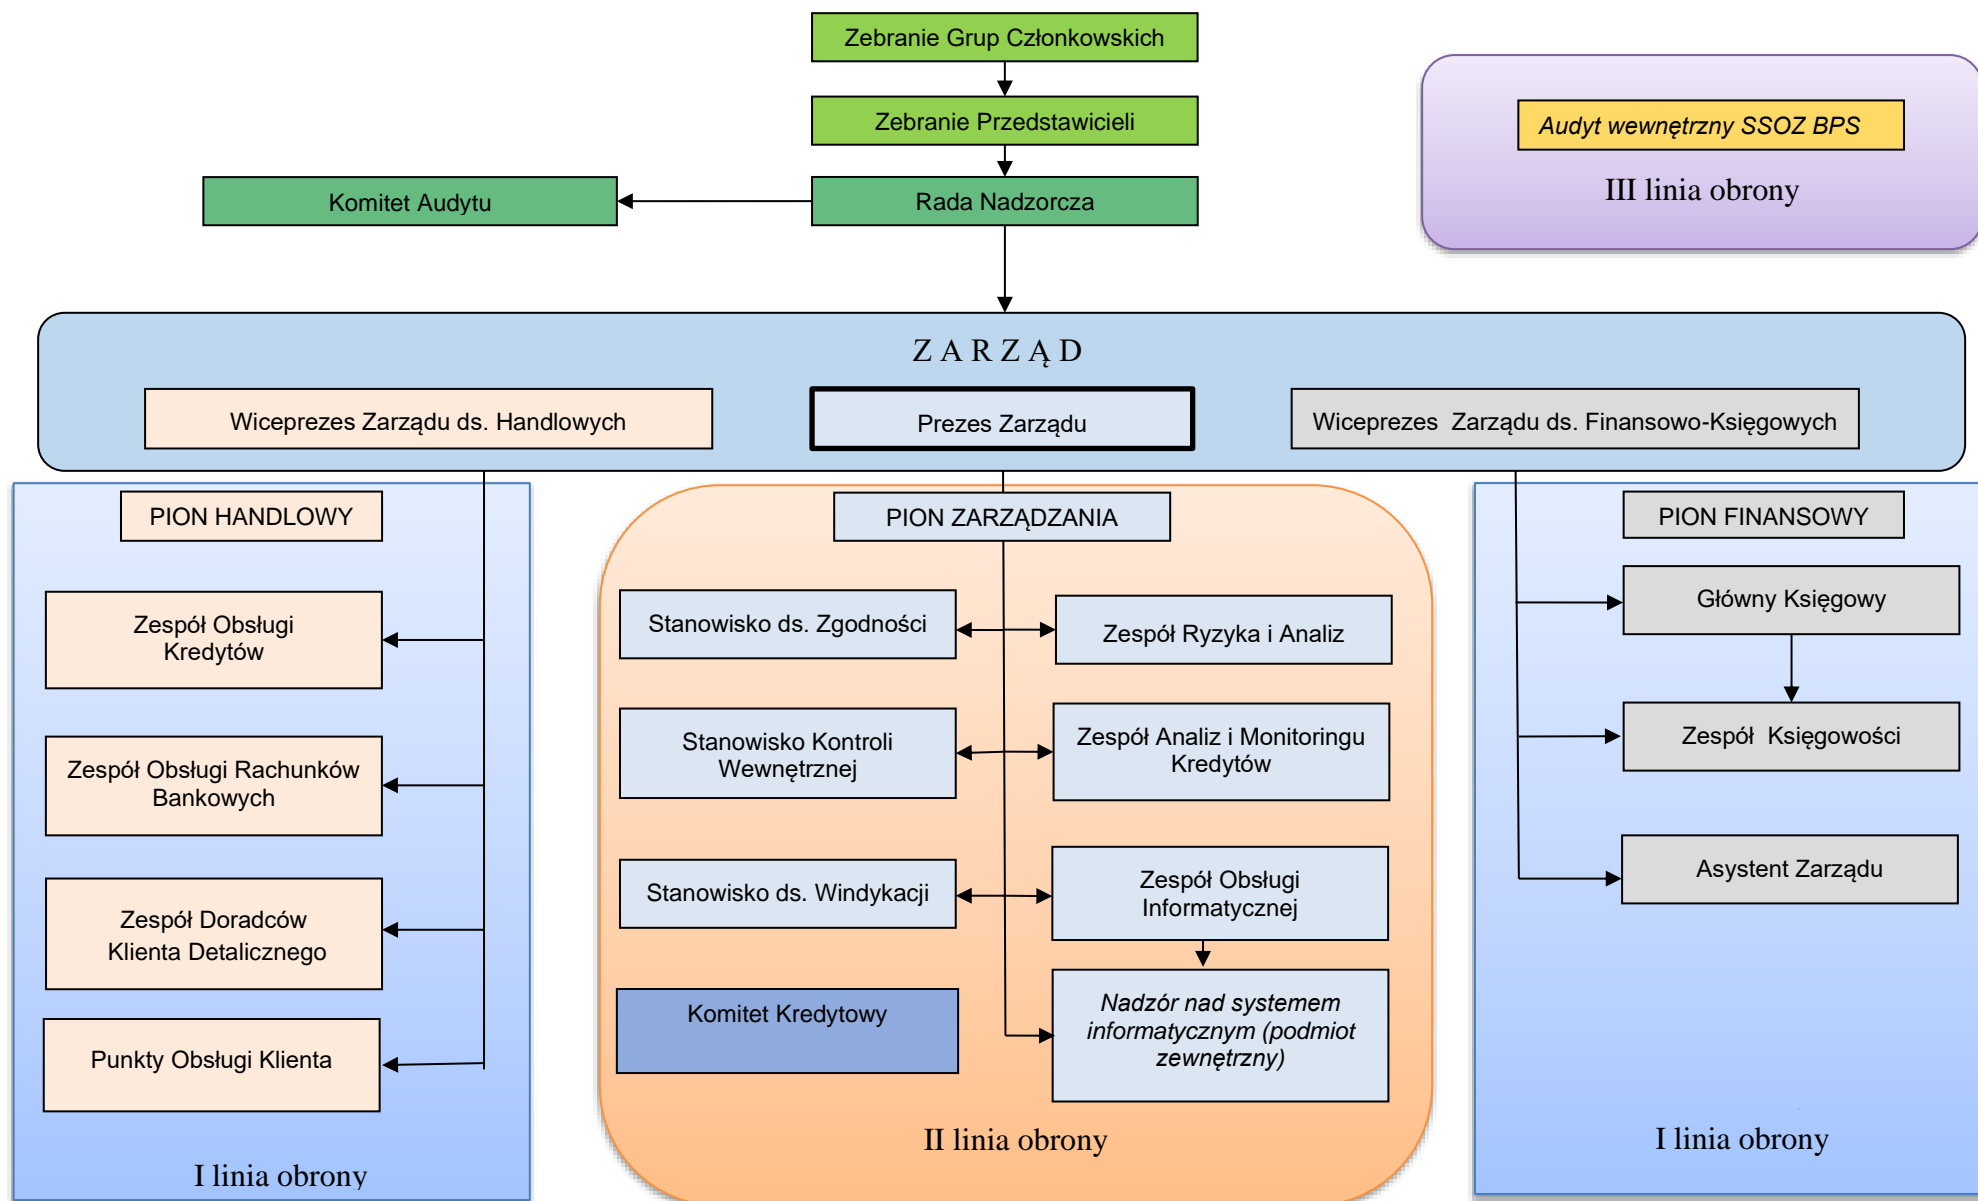 Zebranie Grup Członkowskich
Zebranie Przedstawicieli
Komitet Audytu
Rada Nadzorcza
Audyt wewnętrzny SSOZ BPS
III linia obrony
Z A R Z Ą D
Wiceprezes Zarządu ds. Handlowych
Prezes Zarządu
Wiceprezes Zarządu ds. Finansowo-Księgowych
PION HANDLOWY
Zespół Obsługi
Kredytów
Zespół Obsługi Rachunków
Bankowych
Zespół Doradców
Klienta Detalicznego
Punkty Obsługi Klienta
I linia obrony
PION ZARZĄDZANIA
Stanowisko ds. Zgodności
Zespół Ryzyka i Analiz
Stanowisko Kontroli
Wewnętrznej
Zespół Analiz i Monitoringu
Kredytów
Stanowisko ds. Windykacji
Zespół Obsługi
Informatycznej
Komitet Kredytowy
Nadzór nad systemem
informatycznym (podmiot
zewnętrzny)
II linia obrony
PION FINANSOWY
Główny Księgowy
Zespół Księgowości
Asystent Zarządu
I linia obrony